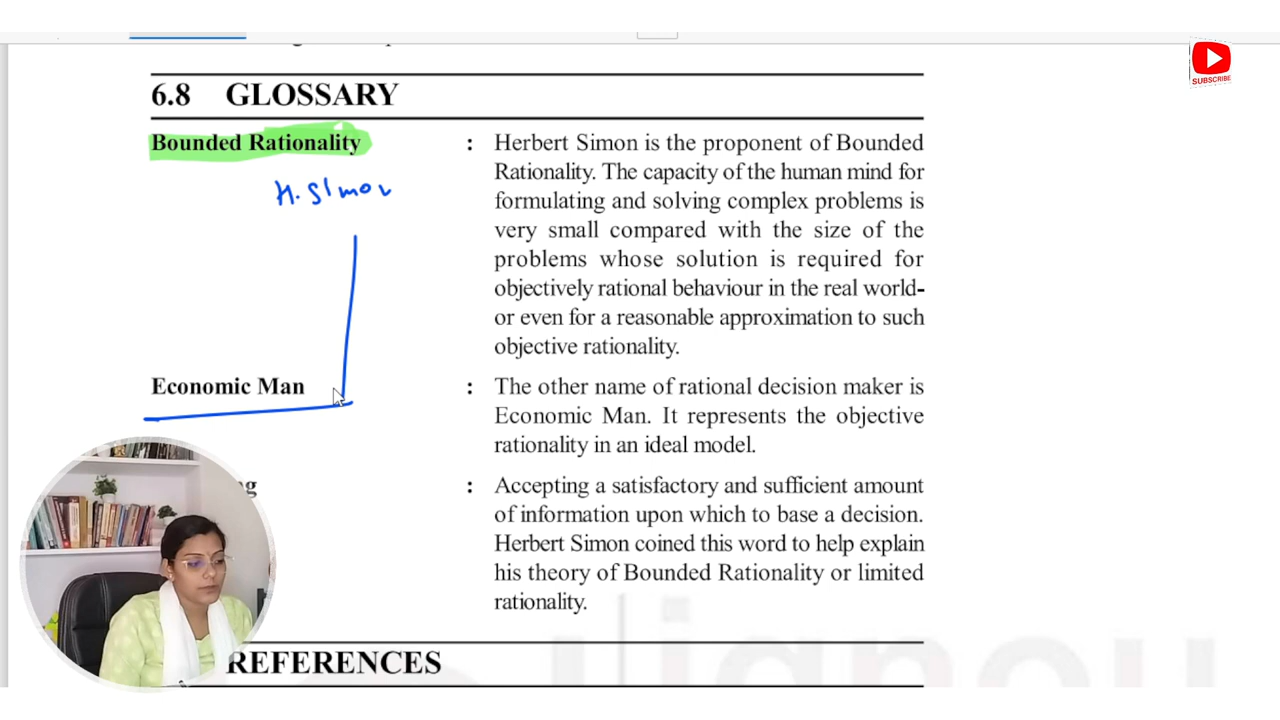 SUBSCRIBE
6.8 GLOSSARY
Bounded Rationality : Herbert Simon is the proponent of Bounded
Rationality. The capacity of the human mind for
H. Simon
formulating and solving complex problems is
very small compared with the size of the
problems whose solution is required for
objectively rational behaviour in the real world-
or even for a reasonable approximation to such
objective rationality.
Economic Man : The other name of rational decision maker is
Economic Man. It represents the objective
rationality in an ideal model.
: Accepting a satisfactory and sufficient amount
of information upon which to base a decision.
Herbert Simon coined this word to help explain
his theory of Bounded Rationality or limited
rationality.
REFERENCES